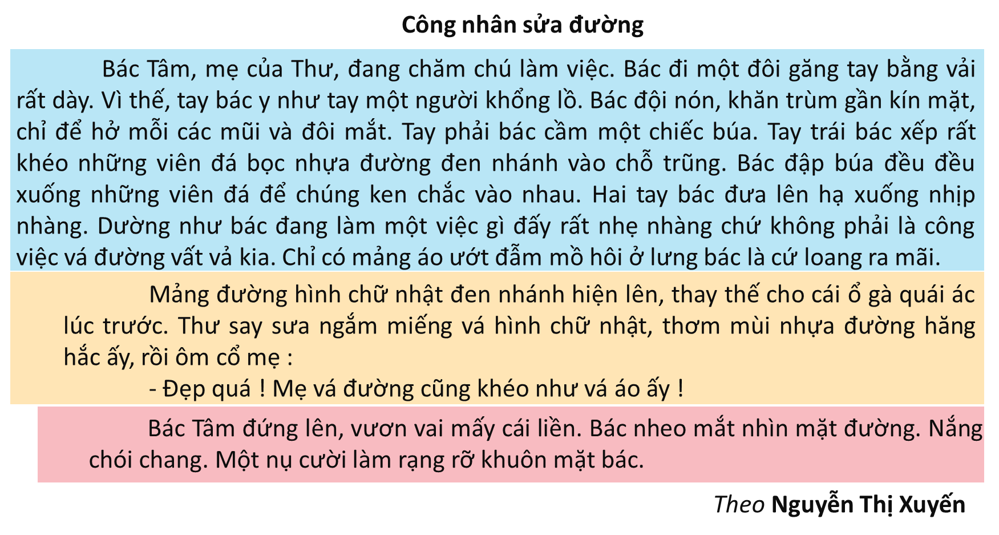 Công nhân sửa đường
Bác Tâm, mẹ của Thư, đang chăm chú làm việc. Bác đi một đôi găng tay bằng vải
rất dày. Vì thế, tay bác y như tay một người khổng lồ. Bác đội nón, khăn trùm gần kín mặt,
chỉ để hở mỗi các mũi và đôi mắt. Tay phải bác cầm một chiếc búa. Tay trái bác xếp rất
khéo những viên đá bọc nhựa đường đen nhánh vào chỗ trũng. Bác đập búa đều đều
xuống những viên đá để chúng ken chắc vào nhau. Hai tay bác đưa lên hạ xuống nhịp
nhàng. Dường như bác đang làm một việc gì đấy rất nhẹ nhàng chứ không phải là công
việc vá đường vất vả kia. Chỉ có mảng áo ướt đẫm mồ hôi ở lưng bác là cứ loang ra mãi.
Mảng đường hình chữ nhật đen nhánh hiện lên, thay thế cho cái ổ gà quái ác
lúc trước. Thư say sưa ngắm miếng vá hình chữ nhật, thơm mùi nhựa đường hăng
hắc ấy, rồi ôm cổ mẹ :
- Đẹp quá ! Mẹ vá đường cũng khéo như vá áo ấy !
Bác Tâm đứng lên, vươn vai mấy cái liền. Bác nheo mắt nhìn mặt đường. Nắng
chói chang. Một nụ cười làm rạng rỡ khuôn mặt bác.
Theo Nguyễn Thị Xuyến